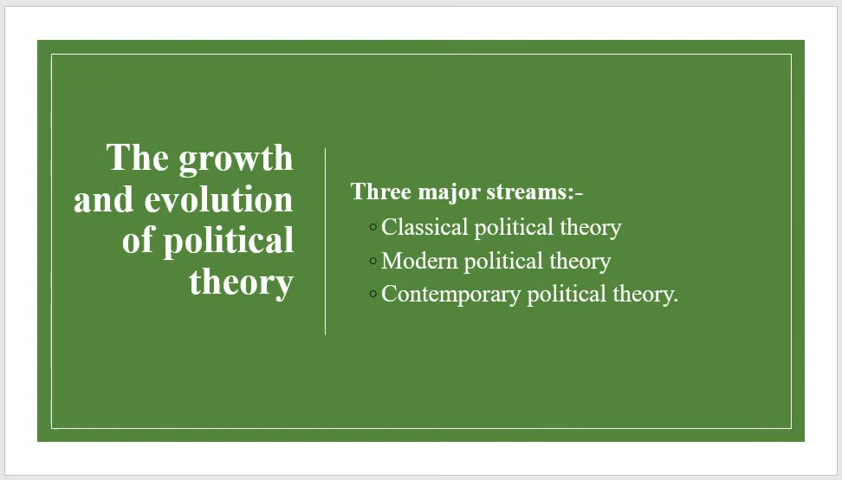 The growth
and evolution
of political
theory
Three major streams:-
◦ Classical political theory
◦ Modern political theory
◦ Contemporary political theory.